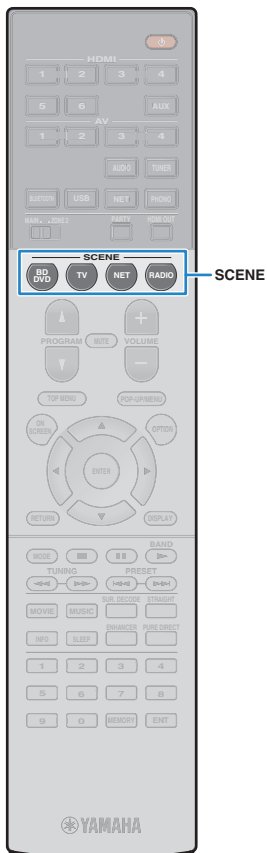 HDMI
1 2 3 4
5 6 AUX
AV
1 2 3 4
AUDIO TUNER
BLUETOOTH USB NET PHONO
MAIN ZONE2 PARTY HDMI OUT
SCENE
BD DVD TV NET RADIO
SCENE
PROGRAM MUTE VOLUME
TOP MENU POP-UP/MENU
ON SCREEN OPTION
ENTER
RETURN DISPLAY
BAND
MODE
TUNING PRESET
SUR. DECODE STRAIGHT
MOVIE MUSIC
ENHANCER PURE DIRECT
INFO SLEEP
1 2 3 4
5 6 7 8
9 0 MEMORY ENT
YAMAHA